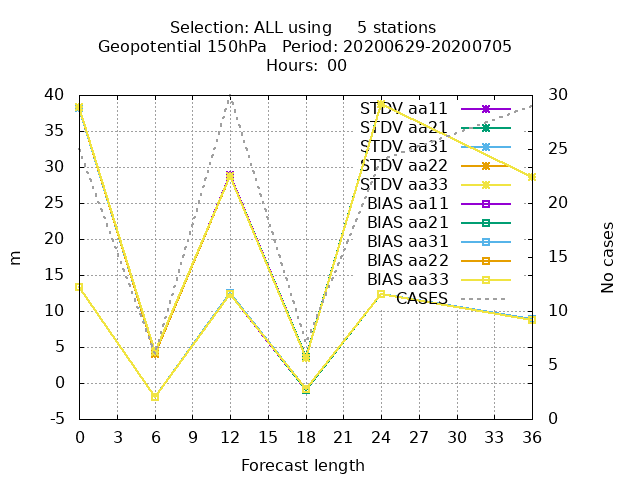 Selection: ALL using     5 stations
Geopotential 150hPa   Period: 20200629-20200705
Hours:  00
40
35
30
25
20
15
10
5
0
-5
30
25
20
15
10
5
0
m
No cases
STDV aa11
STDV aa21
STDV aa31
STDV aa22
STDV aa33
BIAS aa11
BIAS aa21
BIAS aa31
BIAS aa22
BIAS aa33
CASES
0 3 6 9 12 15 18 21 24 27 30 33 36
Forecast length